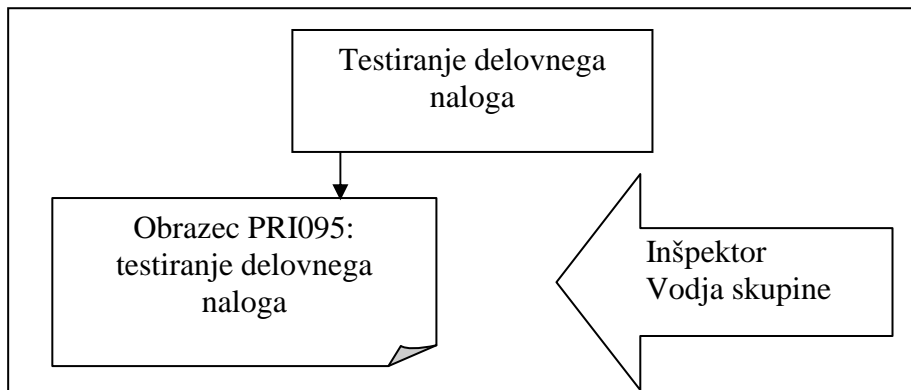 Testiranje delovnega
naloga
Obrazec PRI095:
testiranje delovnega
naloga
Inšpektor
Vodja skupine